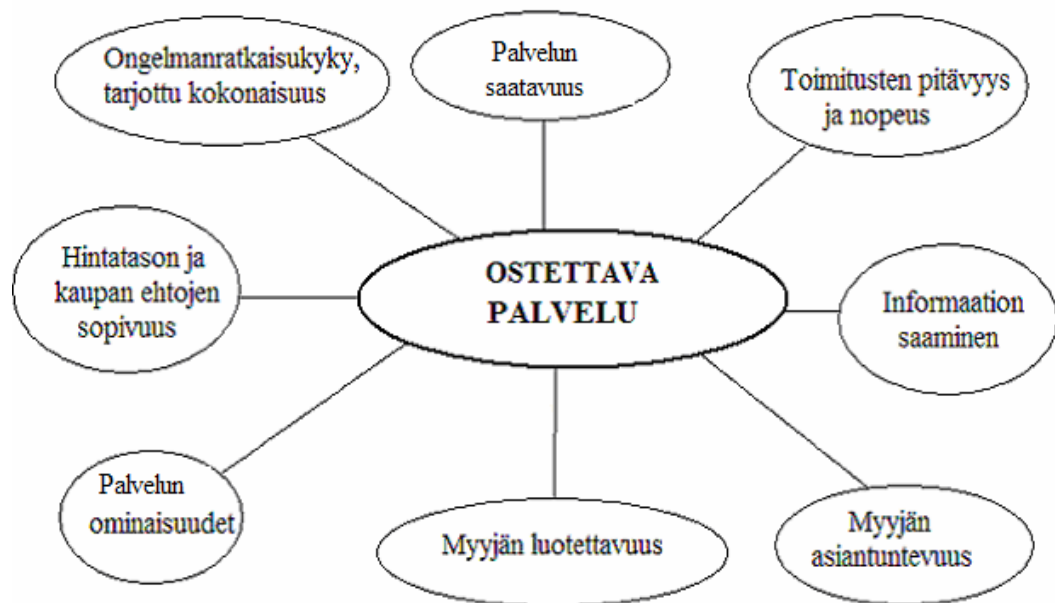 Ongelmanratkaisukyky,
tarjottu kokonaisuus
Palvelun
saatavuus
Toimitusten pitävyys
ja nopeus
Hintatason ja
kaupan ehtojen
sopivuus
OSTETTAVA
PALVELU
Informaation
saaminen
Palvelun
ominaisuudet
Myyjän luotettavuus
Myyjän
asiantuntevuus